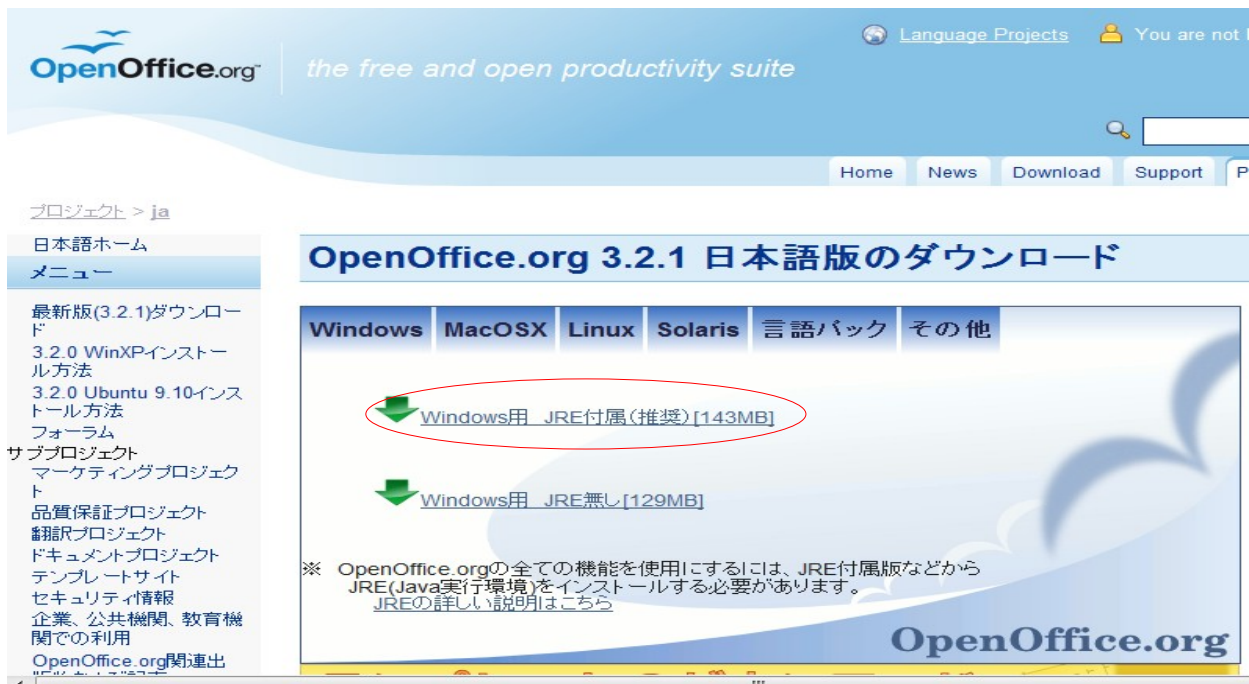 OpenOffice.org™
the free and open productivity suite
Language Projects
You are not
Home
News
Download
Support
P
プロジェクト > ja
日本語ホーム
メニュー
最新版(3.2.1)ダウンロー
ド
3.2.0 WinXPインストー
ル方法
3.2.0 Ubuntu 9.10インス
トール方法
フォーラム
サブプロジェクト
マーケティングプロジェク
ト
品質保証プロジェクト
翻訳プロジェクト
ドキュメントプロジェクト
テンプレートサイト
セキュリティ情報
企業、公共機関、教育機
関での利用
OpenOffice.org関連出
OpenOffice.org 3.2.1 日本語版のダウンロード
Windows MacOSX Linux Solaris 言語パック その他
Windows用 JRE付属(推奨)[143MB]
Windows用 JRE無し[129MB]
※ OpenOffice.orgの全ての機能を使用にするには、JRE付属版などから
JRE(Java実行環境)をインストールする必要があります。
JREの詳しい説明はこちら
OpenOffice.org